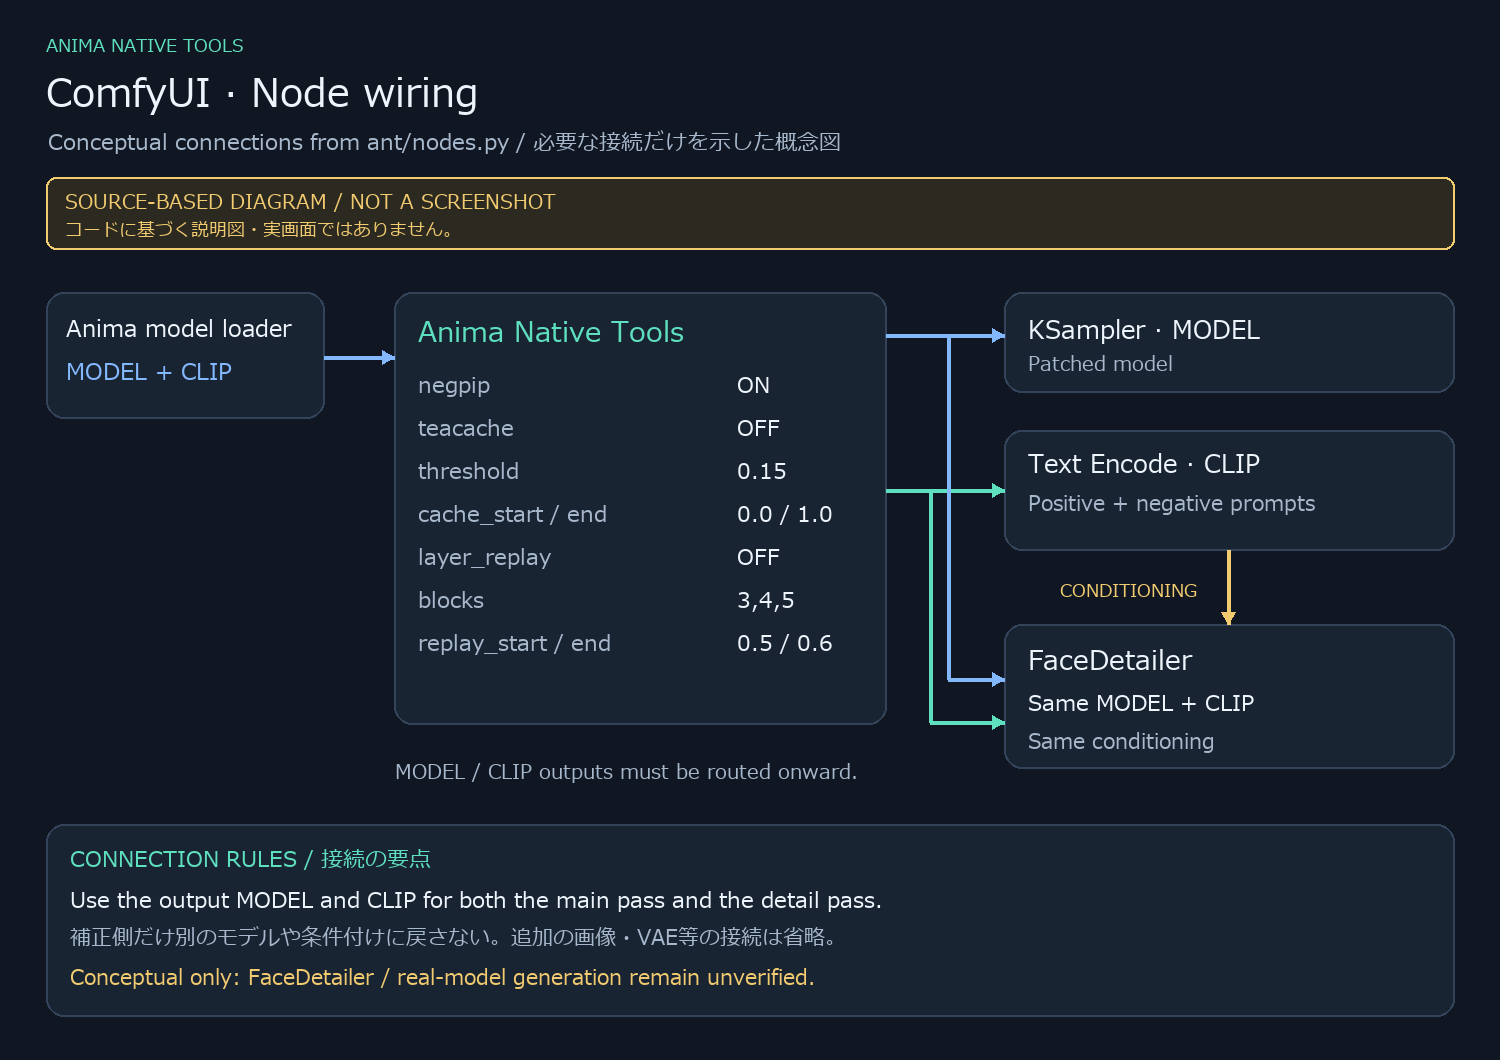 ANIMA NATIVE TOOLS
ComfyUI · Node wiring
Conceptual connections from ant/nodes.py / 必要な接続だけを示した概念図
SOURCE-BASED DIAGRAM / NOT A SCREENSHOT
コードに基づく説明図・実画面ではありません。
Anima model loader
MODEL + CLIP
Anima Native Tools
negpip ON
teacache OFF
threshold 0.15
cache_start / end 0.0 / 1.0
layer_replay OFF
blocks 3,4,5
replay_start / end 0.5 / 0.6
MODEL / CLIP outputs must be routed onward.
KSampler · MODEL
Patched model
Text Encode · CLIP
Positive + negative prompts
CONDITIONING
FaceDetailer
Same MODEL + CLIP
Same conditioning
CONNECTION RULES / 接続の要点
Use the output MODEL and CLIP for both the main pass and the detail pass.
補正側だけ別のモデルや条件付けに戻さない。追加の画像・VAE等の接続は省略。
Conceptual only: FaceDetailer / real-model generation remain unverified.